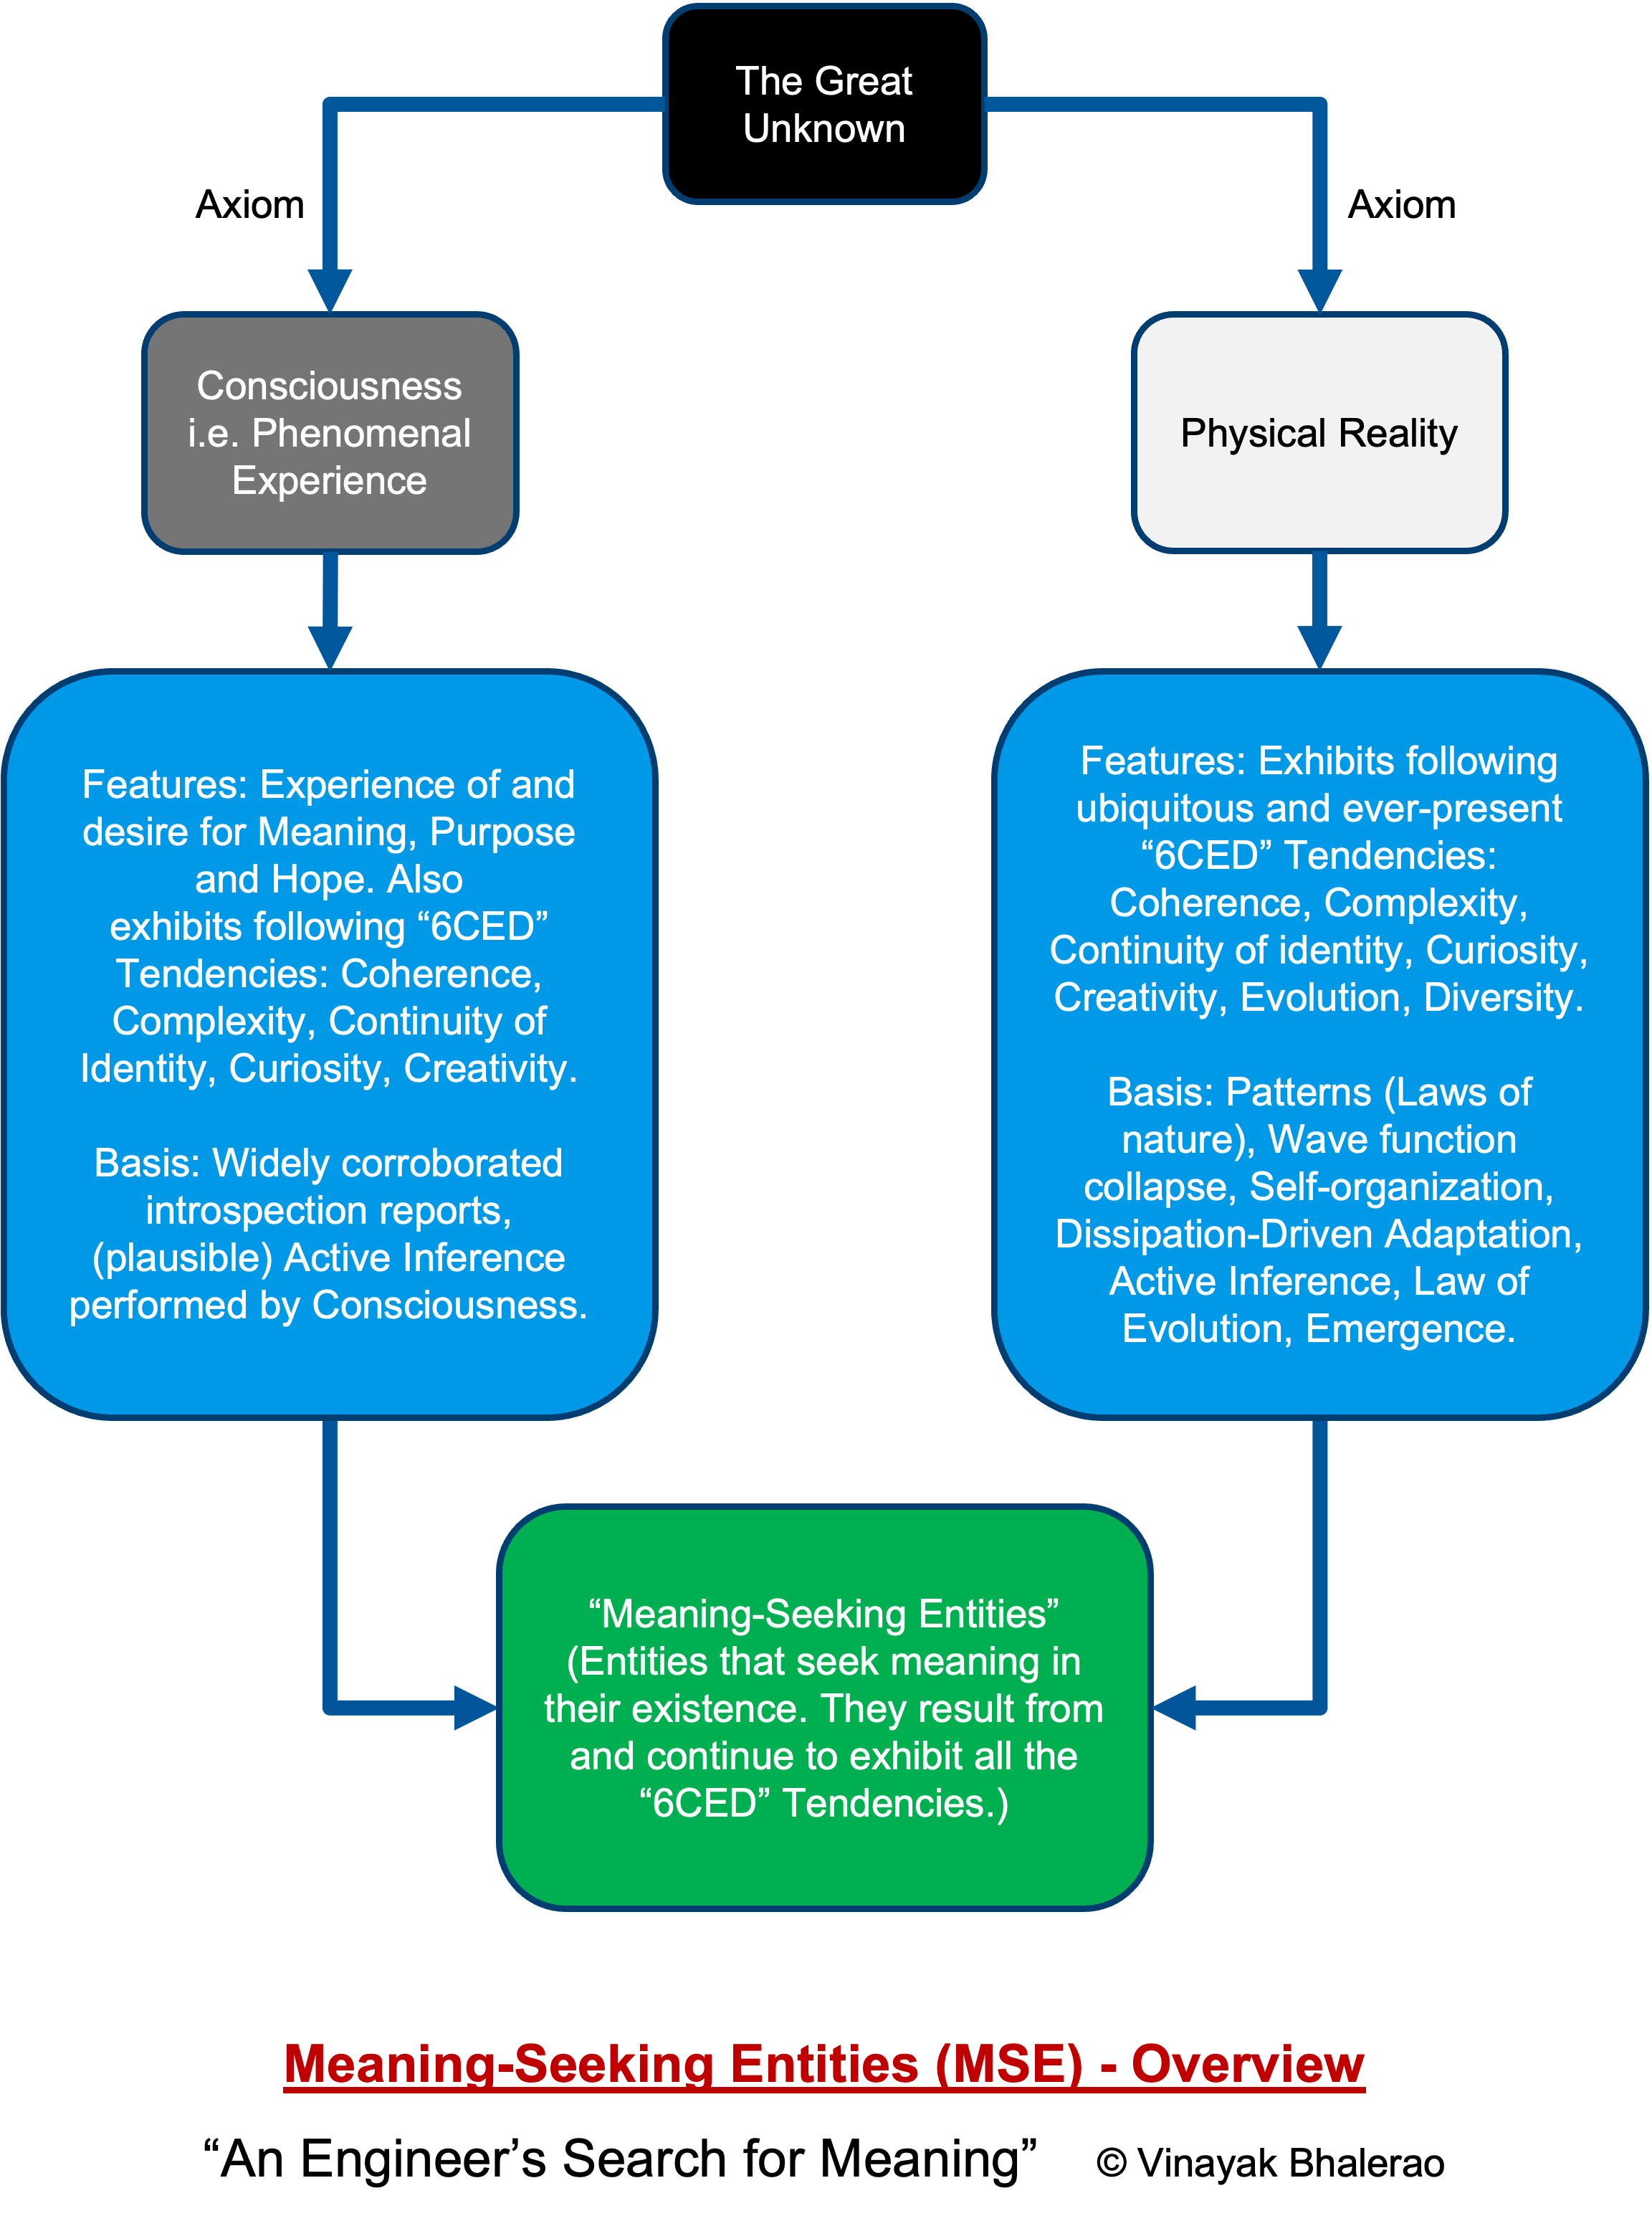 The Great
Unknown
Axiom
Axiom
Consciousness
i.e. Phenomenal
Experience
Physical Reality
Features: Experience of and
desire for Meaning, Purpose
and Hope. Also
exhibits following “6CED”
Tendencies: Coherence,
Complexity, Continuity of
Identity, Curiosity, Creativity.
Basis: Widely corroborated
introspection reports,
(plausible) Active Inference
performed by Consciousness.
Features: Exhibits following
ubiquitous and ever-present
“6CED” Tendencies:
Coherence, Complexity,
Continuity of identity, Curiosity,
Creativity, Evolution, Diversity.
Basis: Patterns (Laws of
nature), Wave function
collapse, Self-organization,
Dissipation-Driven Adaptation,
Active Inference, Law of
Evolution, Emergence.
“Meaning-Seeking Entities”
(Entities that seek meaning in
their existence. They result from
and continue to exhibit all the
“6CED” Tendencies.)
Meaning-Seeking Entities (MSE) - Overview
“An Engineer’s Search for Meaning” © Vinayak Bhalerao